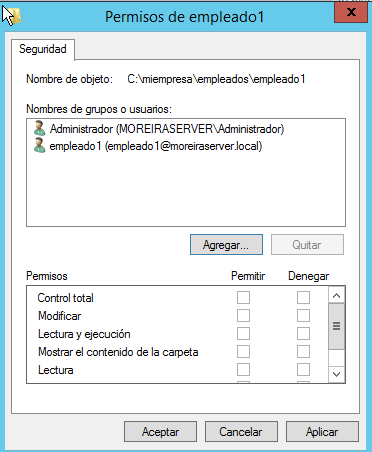 Permisos de empleado1
x
Seguridad
Nombre de objeto: C:\miempresa\empleados\empleado1
Nombres de grupos o usuarios:
Administrador (MOREIRASERVER\Administrador)
empleado1 (empleado1@moreiraserver.local)
Agregar... Quitar
Permisos Permitir Denegar
Control total
Modificar
Lectura y ejecución
Mostrar el contenido de la carpeta
Lectura
Aceptar Cancelar Aplicar